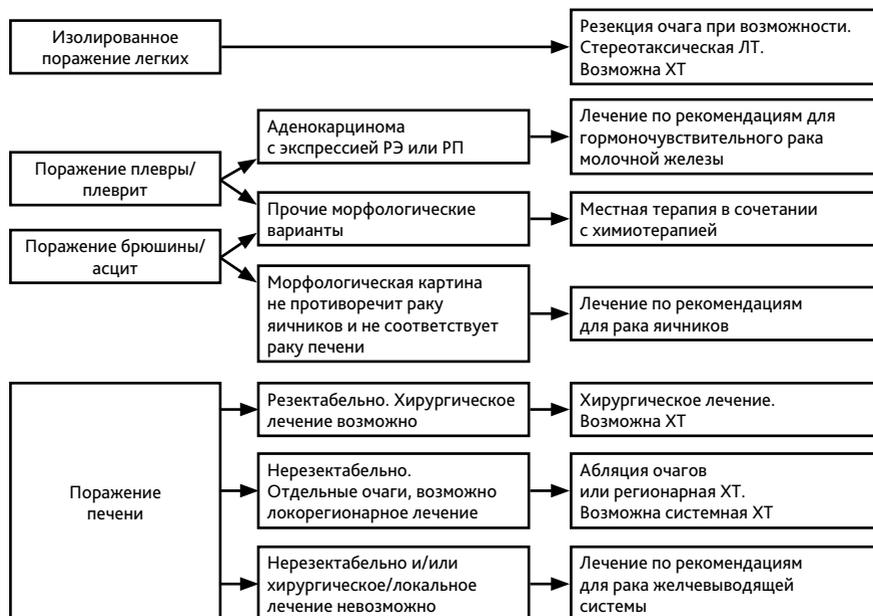 Изолированное
поражение легких
Резекция очага при возможности.
Стереотаксическая ЛТ.
Возможна ХТ
Поражение плевры/
плеврит
Аденокарцинома
с экспрессией РЭ или РП
Лечение по рекомендациям для
гормоночувствительного рака
молочной железы
Прочие морфологические
варианты
Местная терапия в сочетании
с химиотерапией
Поражение брюшины/
асцит
Морфологическая картина
не противоречит раку
яичников и не соответствует
раку печени
Лечение по рекомендациям
для рака яичников
Поражение
печени
Резектабельно. Хирургическое
лечение возможно
Хирургическое лечение.
Возможна ХТ
Нерезектабельно.
Отдельные очаги, возможно
локорегионарное лечение
Абляция очагов
или регионарная ХТ.
Возможна системная ХТ
Нерезектабельно и/или
хирургическое/локальное
лечение невозможно
Лечение по рекомендациям
для рака желчевыводящей
системы